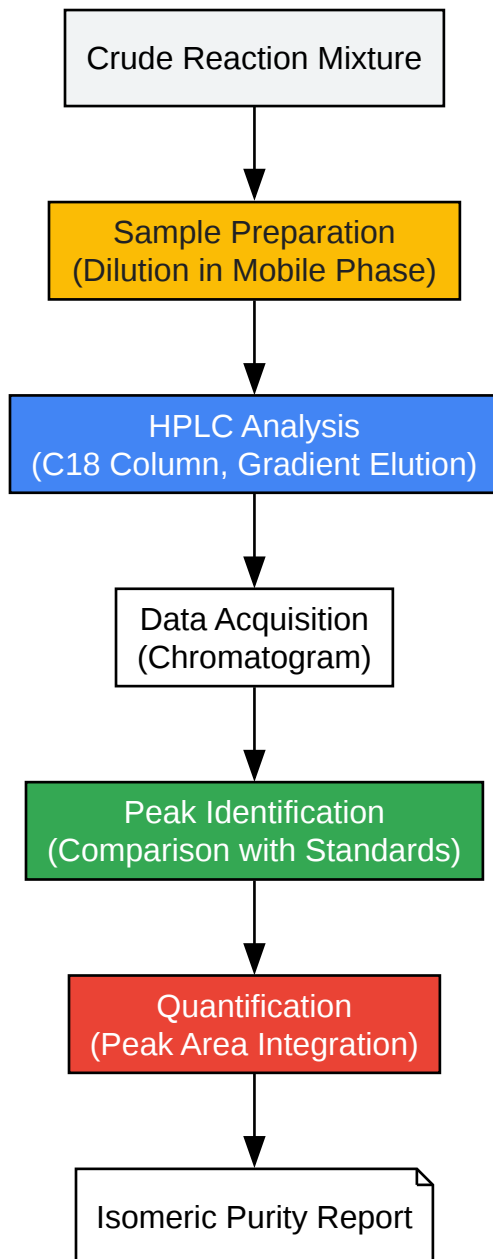 Crude Reaction Mixture
Sample Preparation
(Dilution in Mobile Phase)
HPLC Analysis
(C18 Column, Gradient Elution)
Data Acquisition
(Chromatogram)
Peak Identification
(Comparison with Standards)
Quantification
(Peak Area Integration)
Isomeric Purity Report